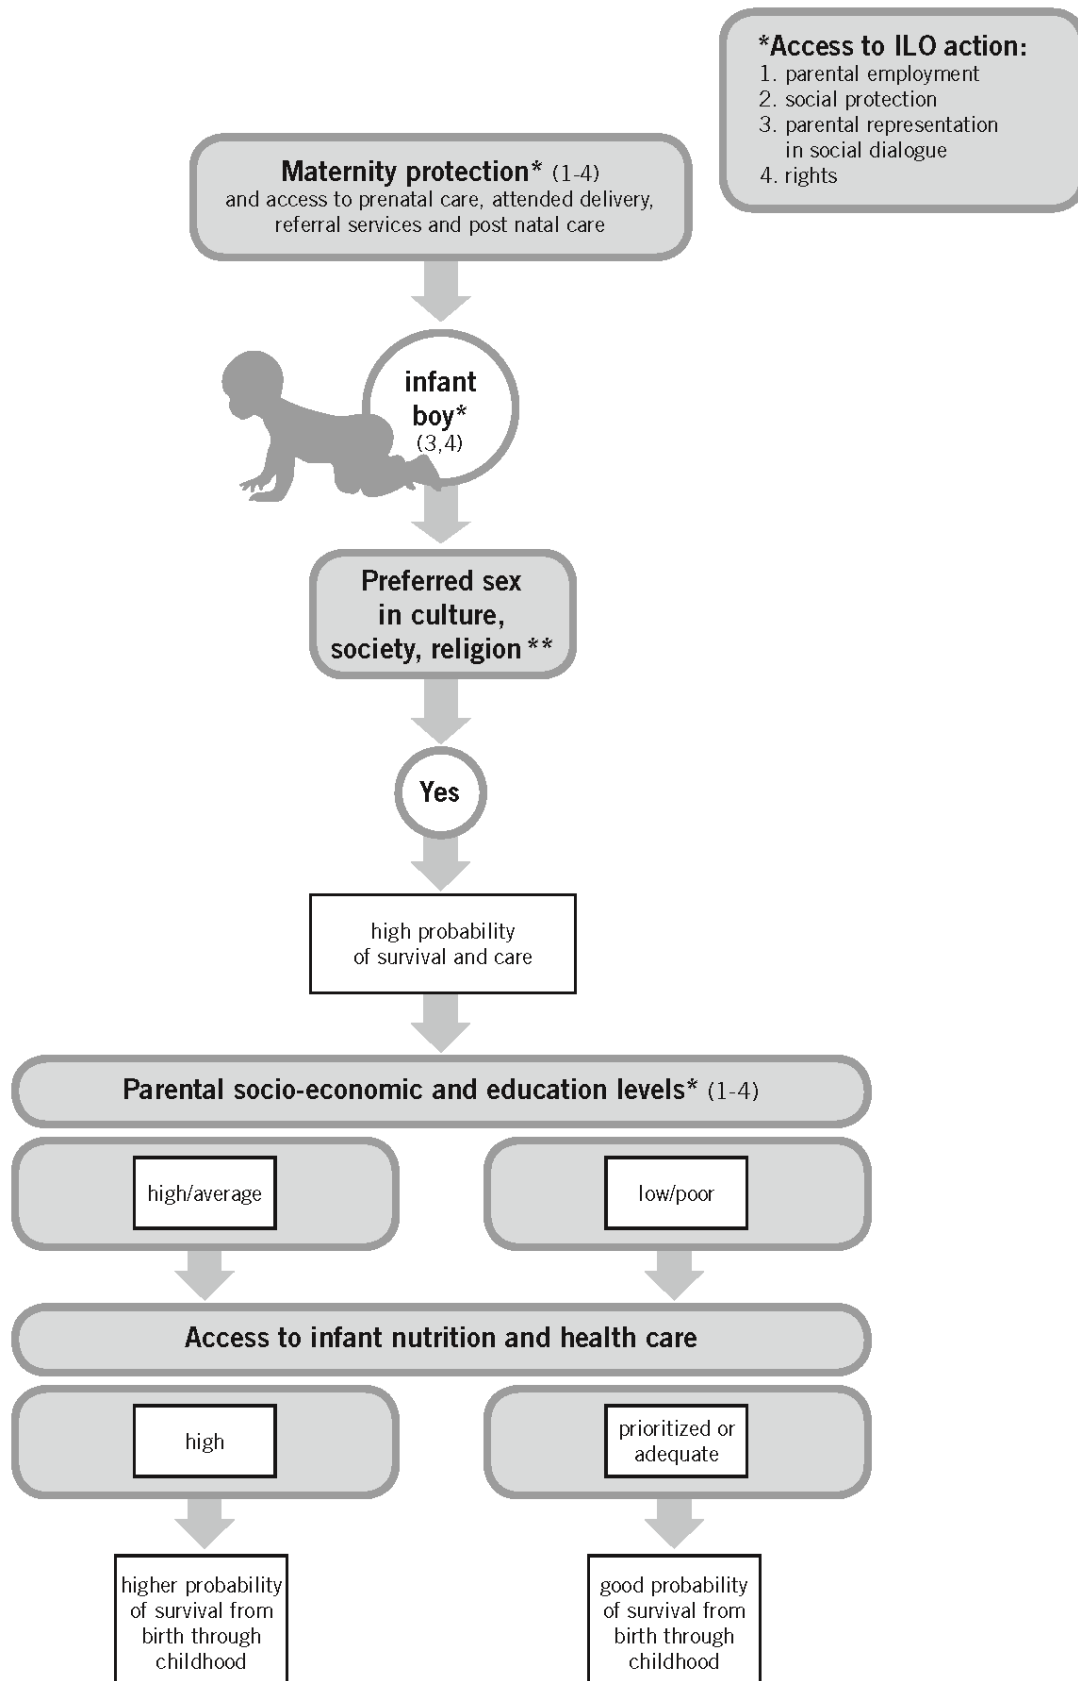 *Access to ILO action:
1. parental employment
2. social protection
3. parental representation
in social dialogue
4. rights
Maternity protection* (1-4)
and access to prenatal care, attended delivery,
referral services and post natal care
infant
boy*
(3,4)
Preferred sex
in culture,
society, religion **
Yes
high probability
of survival and care
Parental socio-economic and education levels* (1-4)
high/average
low/poor
Access to infant nutrition and health care
high
prioritized or
adequate
higher probability
of survival from
birth through
childhood
good probability
of survival from
birth through
childhood